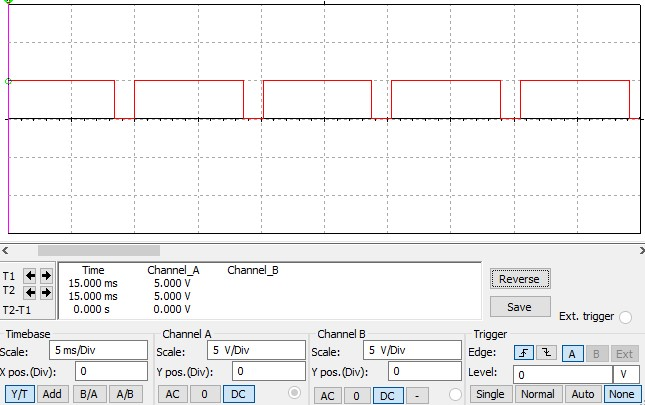 Time Channel_A Channel_B
T1 15.000 ms 5.000 V
T2 15.000 ms 5.000 V
T2-T1 0.000 s 0.000 V
Reverse
Save
Ext. trigger
Timebase
Scale: 5 ms/Div
X pos.(Div): 0
Y/T Add B/A A/B
Channel A
Scale: 5 V/Div
Y pos.(Div): 0
AC 0 DC
Channel B
Scale: 5 V/Div
Y pos.(Div): 0
AC 0 DC -
Trigger
Edge: A B Ext
Level: 0 V
Single Normal Auto None